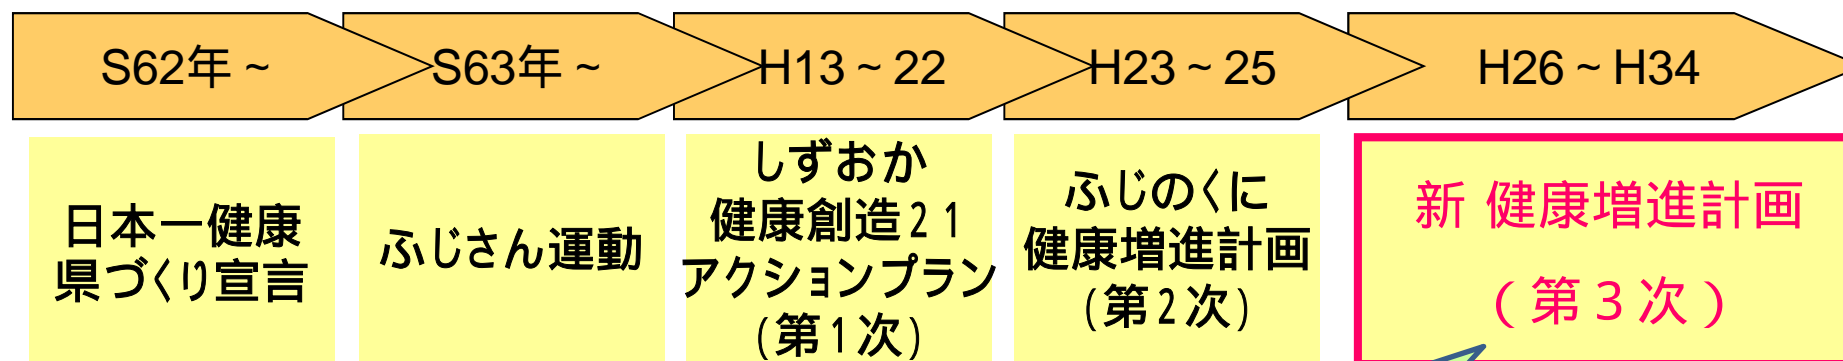 S62年 ~
S63年 ~
H13 ~ 22
H23 ~ 25
H26 ~ H34
日本一健康
県づくり宣言
ふじさん運動
しずおか
健康創造21
アクションプラン
(第1次)
ふじのくに
健康増進計画
(第2次)
新 健康増進計画
(第3次)